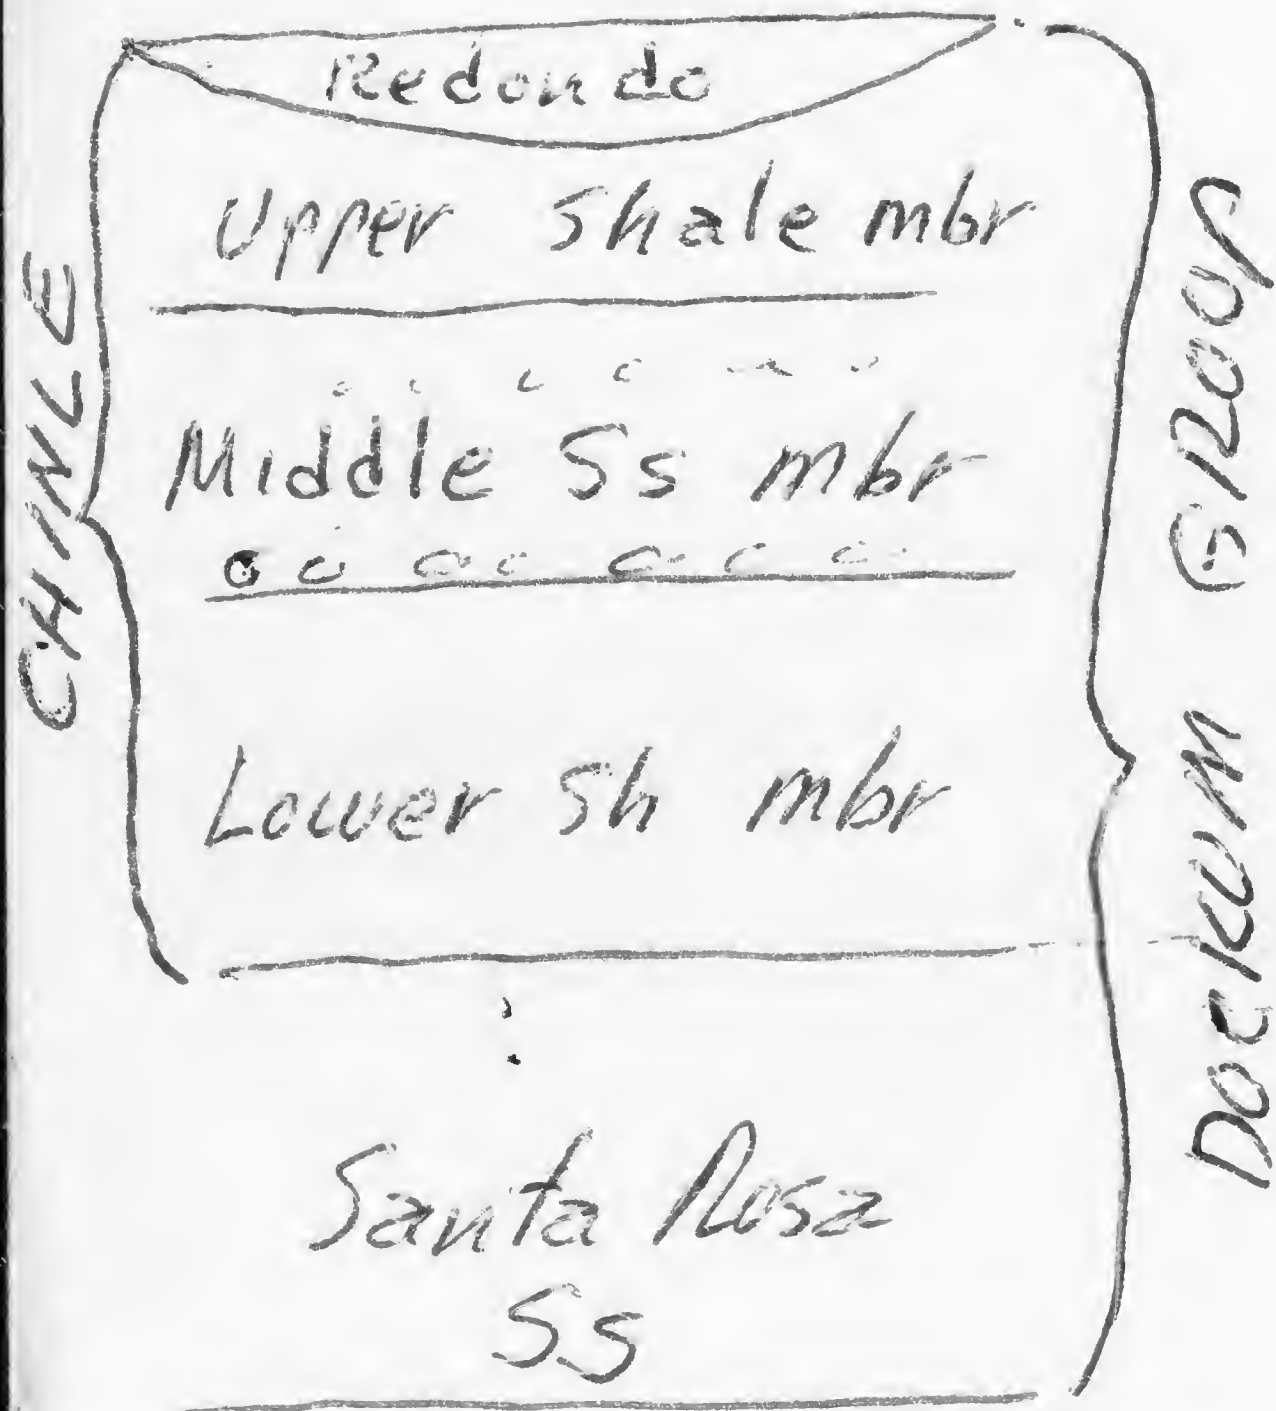 Redondo
Upper Shale mbr
CHINLE
Middle Ss mbr
Lower Sh mbr
DOCKUM GROUP
Santa Rosa
Ss